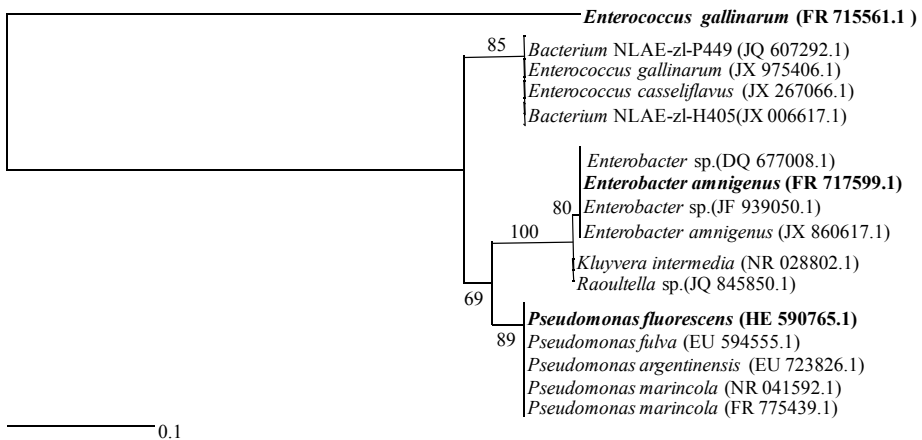 Enterococcus gallinarum (FR 715561.1 )
85
Bacterium NLAE-zl-P449 (JQ 607292.1)
Enterococcus gallinarum (JX 975406.1)
Enterococcus casseliflavus (JX 267066.1)
Bacterium NLAE-zl-H405(JX 006617.1)
Enterobacter sp.(DQ 677008.1)
Enterobacter amnigenus (FR 717599.1)
80
Enterobacter sp.(JF 939050.1)
100
Enterobacter amnigenus (JX 860617.1)
Kluyvera intermedia (NR 028802.1)
Raoultella sp.(JQ 845850.1)
69
Pseudomonas fluorescens (HE 590765.1)
89
Pseudomonas fulva (EU 594555.1)
Pseudomonas argentinensis (EU 723826.1)
Pseudomonas marincola (NR 041592.1)
Pseudomonas marincola (FR 775439.1)
0.1